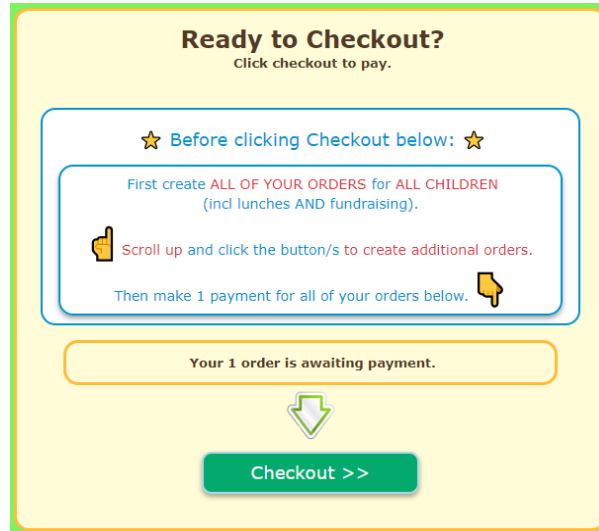 Ready to Checkout?
Click checkout to pay.
Before clicking Checkout below:
First create ALL OF YOUR ORDERS for ALL CHILDREN
(incl lunches AND fundraising).
Scroll up and click the button/s to create additional orders.
Then make 1 payment for all of your orders below.
Your 1 order is awaiting payment.
Checkout >>